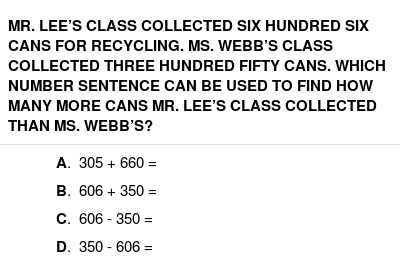 MR. LEE’S CLASS COLLECTED SIX HUNDRED SIX
CANS FOR RECYCLING. MS. WEBB’S CLASS
COLLECTED THREE HUNDRED FIFTY CANS. WHICH
NUMBER SENTENCE CAN BE USED TO FIND HOW
MANY MORE CANS MR. LEE’S CLASS COLLECTED
THAN MS. WEBB’S?
A. 305 + 660 =
B. 606 + 350 =
C. 606 - 350 =
D. 350 - 606 =